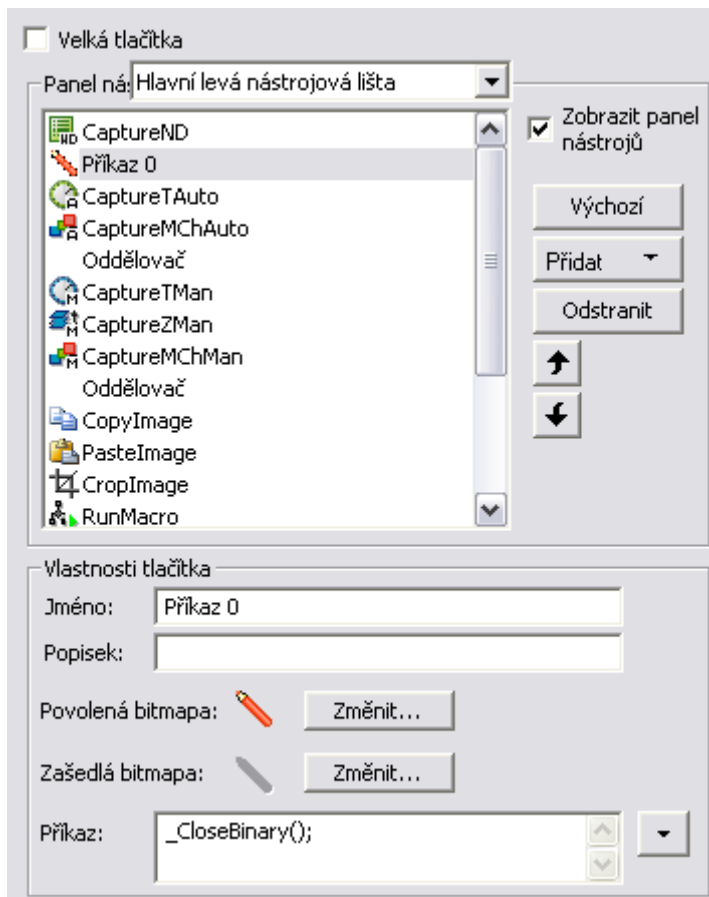 Velká tlačítka
Panel nás Hlavní levá nástrojová lišta
Zobrazit panel nástrojů
CaptureND
Příkaz 0
CaptureTAuto
CaptureMChAuto
Oddělovač
CaptureTMan
CaptureZMan
CaptureMChMan
Oddělovač
CopyImage
PasteImage
CropImage
RunMacro
Výchozí
Přidat
Odstranit
Vlastnosti tlačítka
Jméno: Příkaz 0
Popisek:
Povolená bitmapa: Změnit...
Zašedlá bitmapa: Změnit...
Příkaz: _CloseBinary();